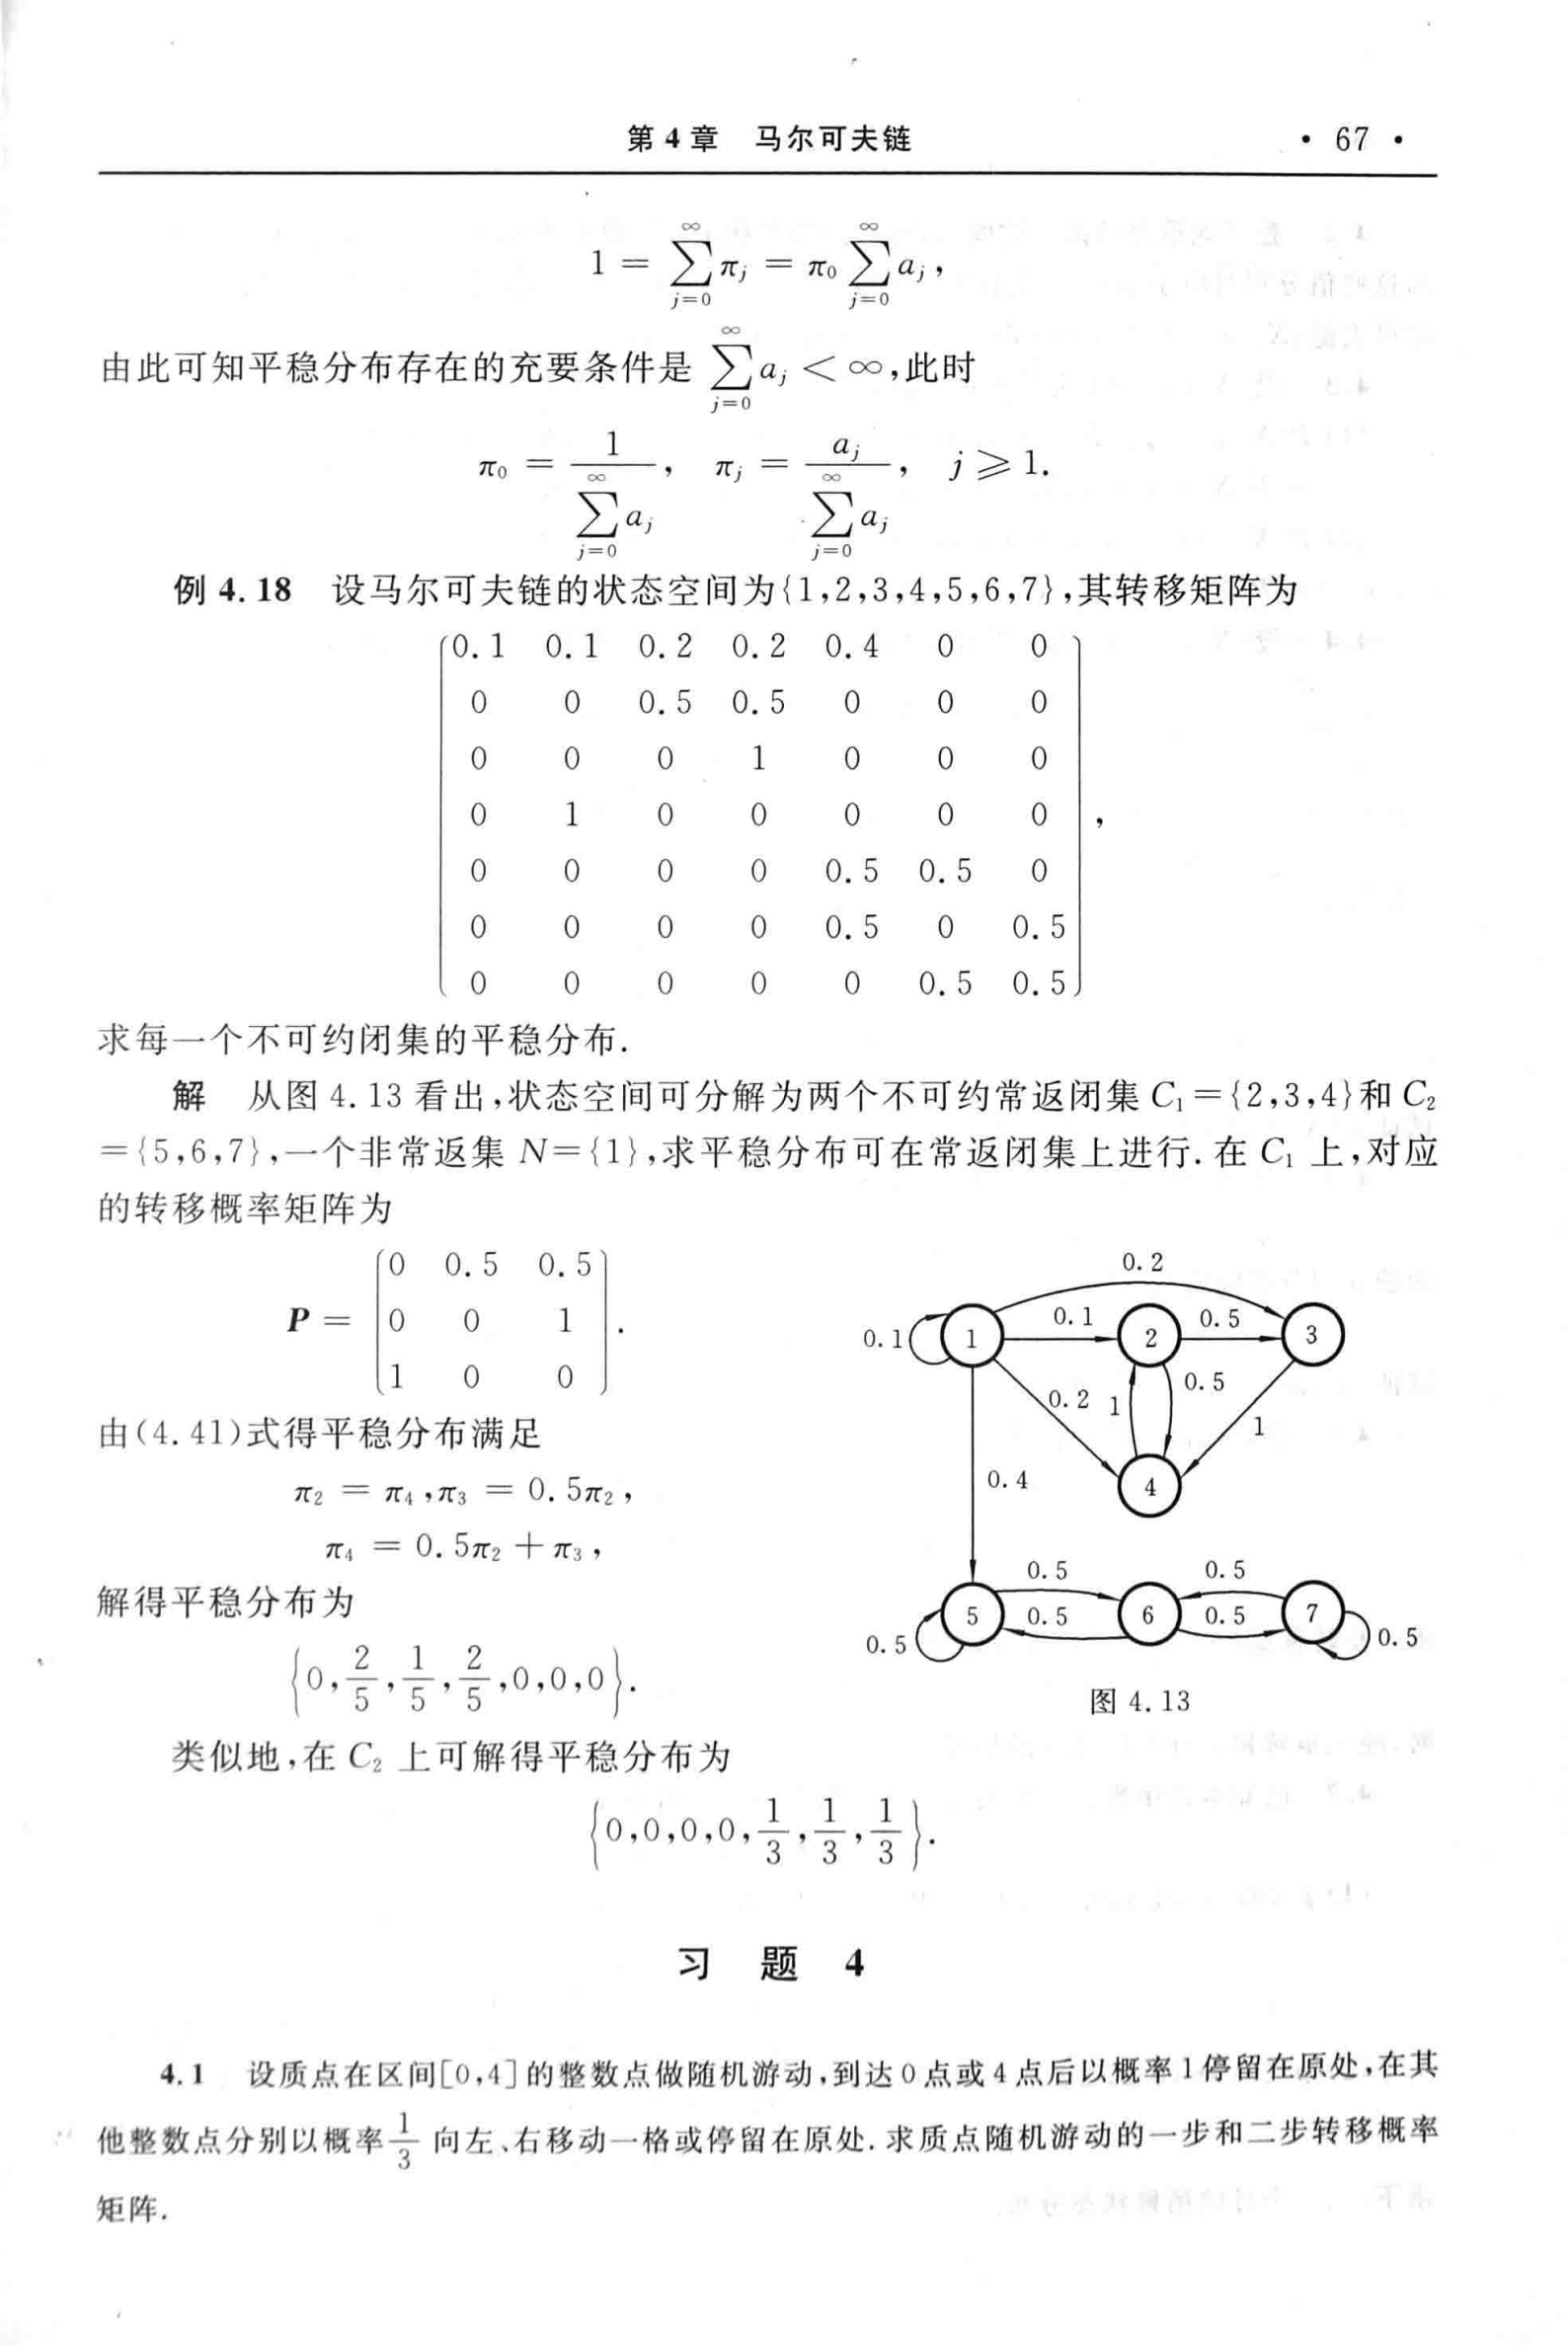 第 4 章 马尔可夫链 · 67 ·
1 = ∑_{j=0}^{∞} π_j = π_0 ∑_{j=0}^{∞} a_j,
由此可知平稳分布存在的充要条件是 ∑_{j=0}^{∞} a_j < ∞,此时
π_0 = 1/∑_{j=0}^{∞} a_j, π_j = a_j/∑_{j=0}^{∞} a_j, j ⩾ 1.
例 4.18 设马尔可夫链的状态空间为{1,2,3,4,5,6,7},其转移矩阵为
0.1 0.1 0.2 0.2 0.4 0 0
0 0 0.5 0.5 0 0 0
0 0 0 1 0 0 0
0 1 0 0 0 0 0 ,
0 0 0 0 0.5 0.5 0
0 0 0 0 0.5 0 0.5
0 0 0 0 0 0.5 0.5
求每一个不可约闭集的平稳分布.
解 从图 4.13 看出,状态空间可分解为两个不可约常返闭集 C₁={2,3,4}和 C₂
={5,6,7},一个非常返集 N={1},求平稳分布可在常返闭集上进行.在 C₁ 上,对应
的转移概率矩阵为
0 0.5 0.5
P = 0 0 1 .
1 0 0
由(4.41)式得平稳分布满足
π₂ = π₄,π₃ = 0.5π₂,
π₄ = 0.5π₂ + π₃,
解得平稳分布为
{0,2/5,1/5,2/5,0,0,0}.
0.2
0.1 1 0.1 2 0.5 3
0.2 1 0.5 1
0.4 4
0.5 0.5
5 0.5 6 0.5 7
0.5 0.5
图 4.13
类似地,在 C₂ 上可解得平稳分布为
{0,0,0,0,1/3,1/3,1/3}.
习 题 4
4.1 设质点在区间[0,4]的整数点做随机游动,到达 0 点或 4 点后以概率 1 停留在原处,在其
他整数点分别以概率 1/3 向左、右移动一格或停留在原处.求质点随机游动的一步和二步转移概率
矩阵.